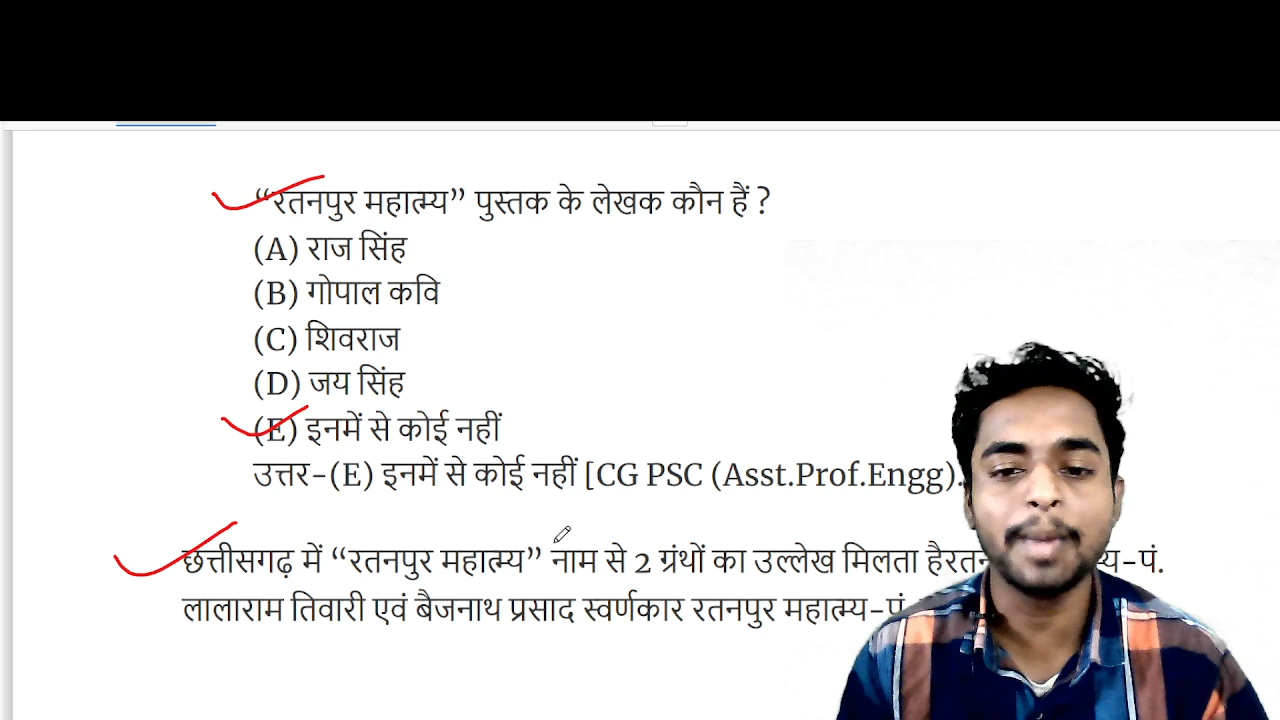 “रतनपुर महात्म्य” पुस्तक के लेखक कौन हैं ?
(A) राज सिंह
(B) गोपाल कवि
(C) शिवराज
(D) जय सिंह
(E) इनमें से कोई नहीं
उत्तर-(E) इनमें से कोई नहीं [CG PSC (Asst.Prof.Engg).
छत्तीसगढ़ में “रतनपुर महात्म्य” नाम से 2 ग्रंथों का उल्लेख मिलता है पं.
लालाराम तिवारी एवं बैजनाथ प्रसाद स्वर्णकार रतनपुर महात्म्य-पं